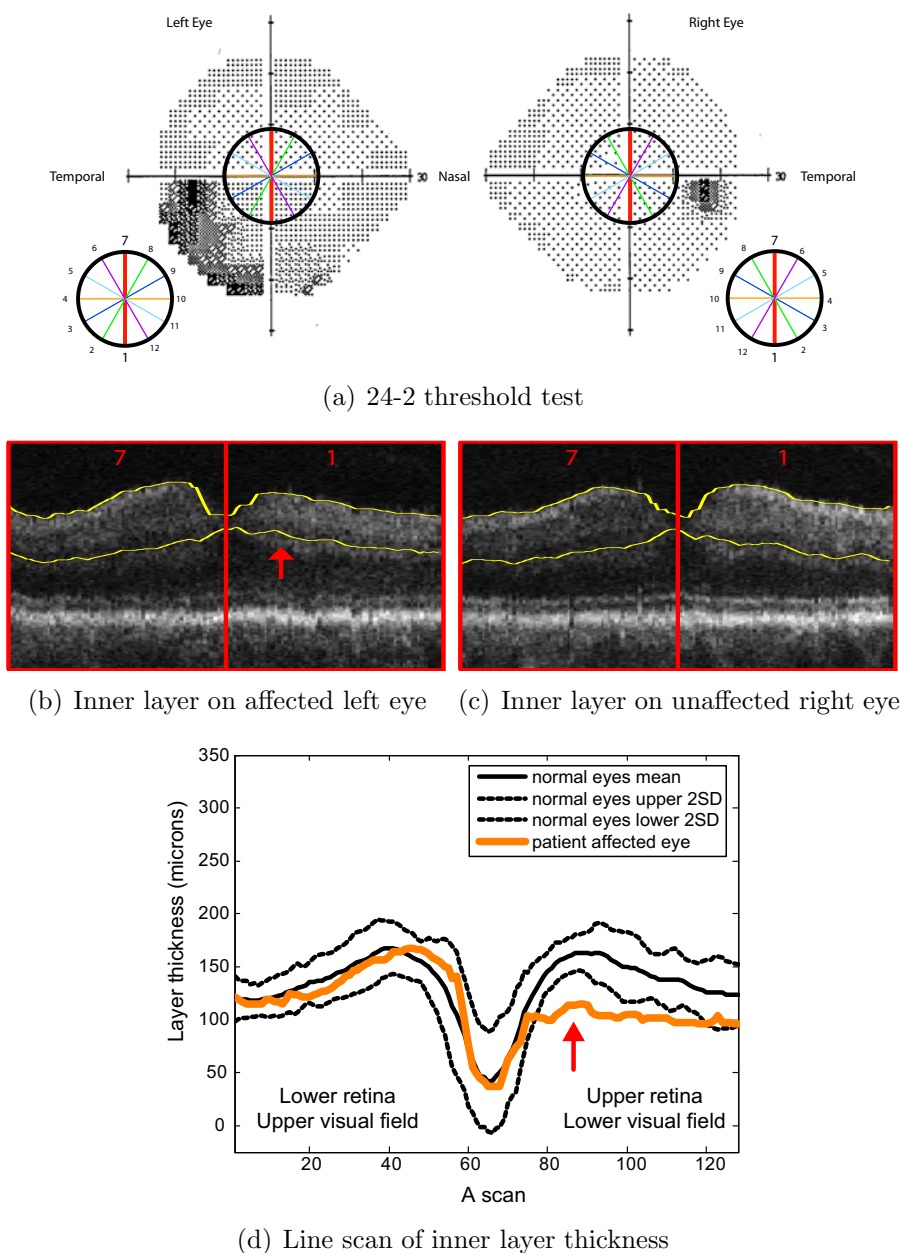 Left Eye Right Eye
Temporal Nasal 30 30 Temporal
7 7
6 8 8 6
5 9 9 5
4 10 10 4
3 11 11 3
2 12 12 2
1 1
(a) 24-2 threshold test
7 1 7 1
(b) Inner layer on affected left eye (c) Inner layer on unaffected right eye
350
300
250
200
150
100
50
0
Layer thickness (microns)
normal eyes mean
normal eyes upper 2SD
normal eyes lower 2SD
patient affected eye
Lower retina Upper retina
Upper visual field Lower visual field
20 40 60 80 100 120
A scan
(d) Line scan of inner layer thickness